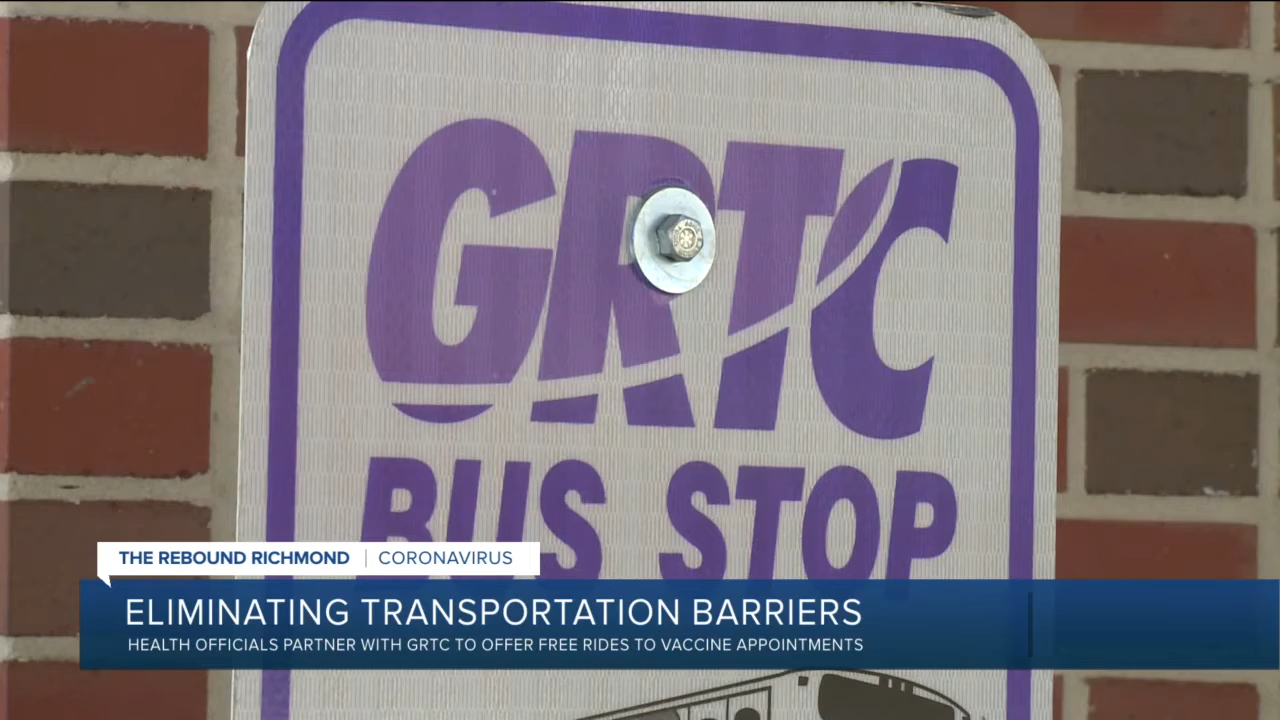 GRTC
BUS STOP
THE REBOUND RICHMOND | CORONAVIRUS
ELIMINATING TRANSPORTATION BARRIERS
HEALTH OFFICIALS PARTNER WITH GRTC TO OFFER FREE RIDES TO VACCINE APPOINTMENTS